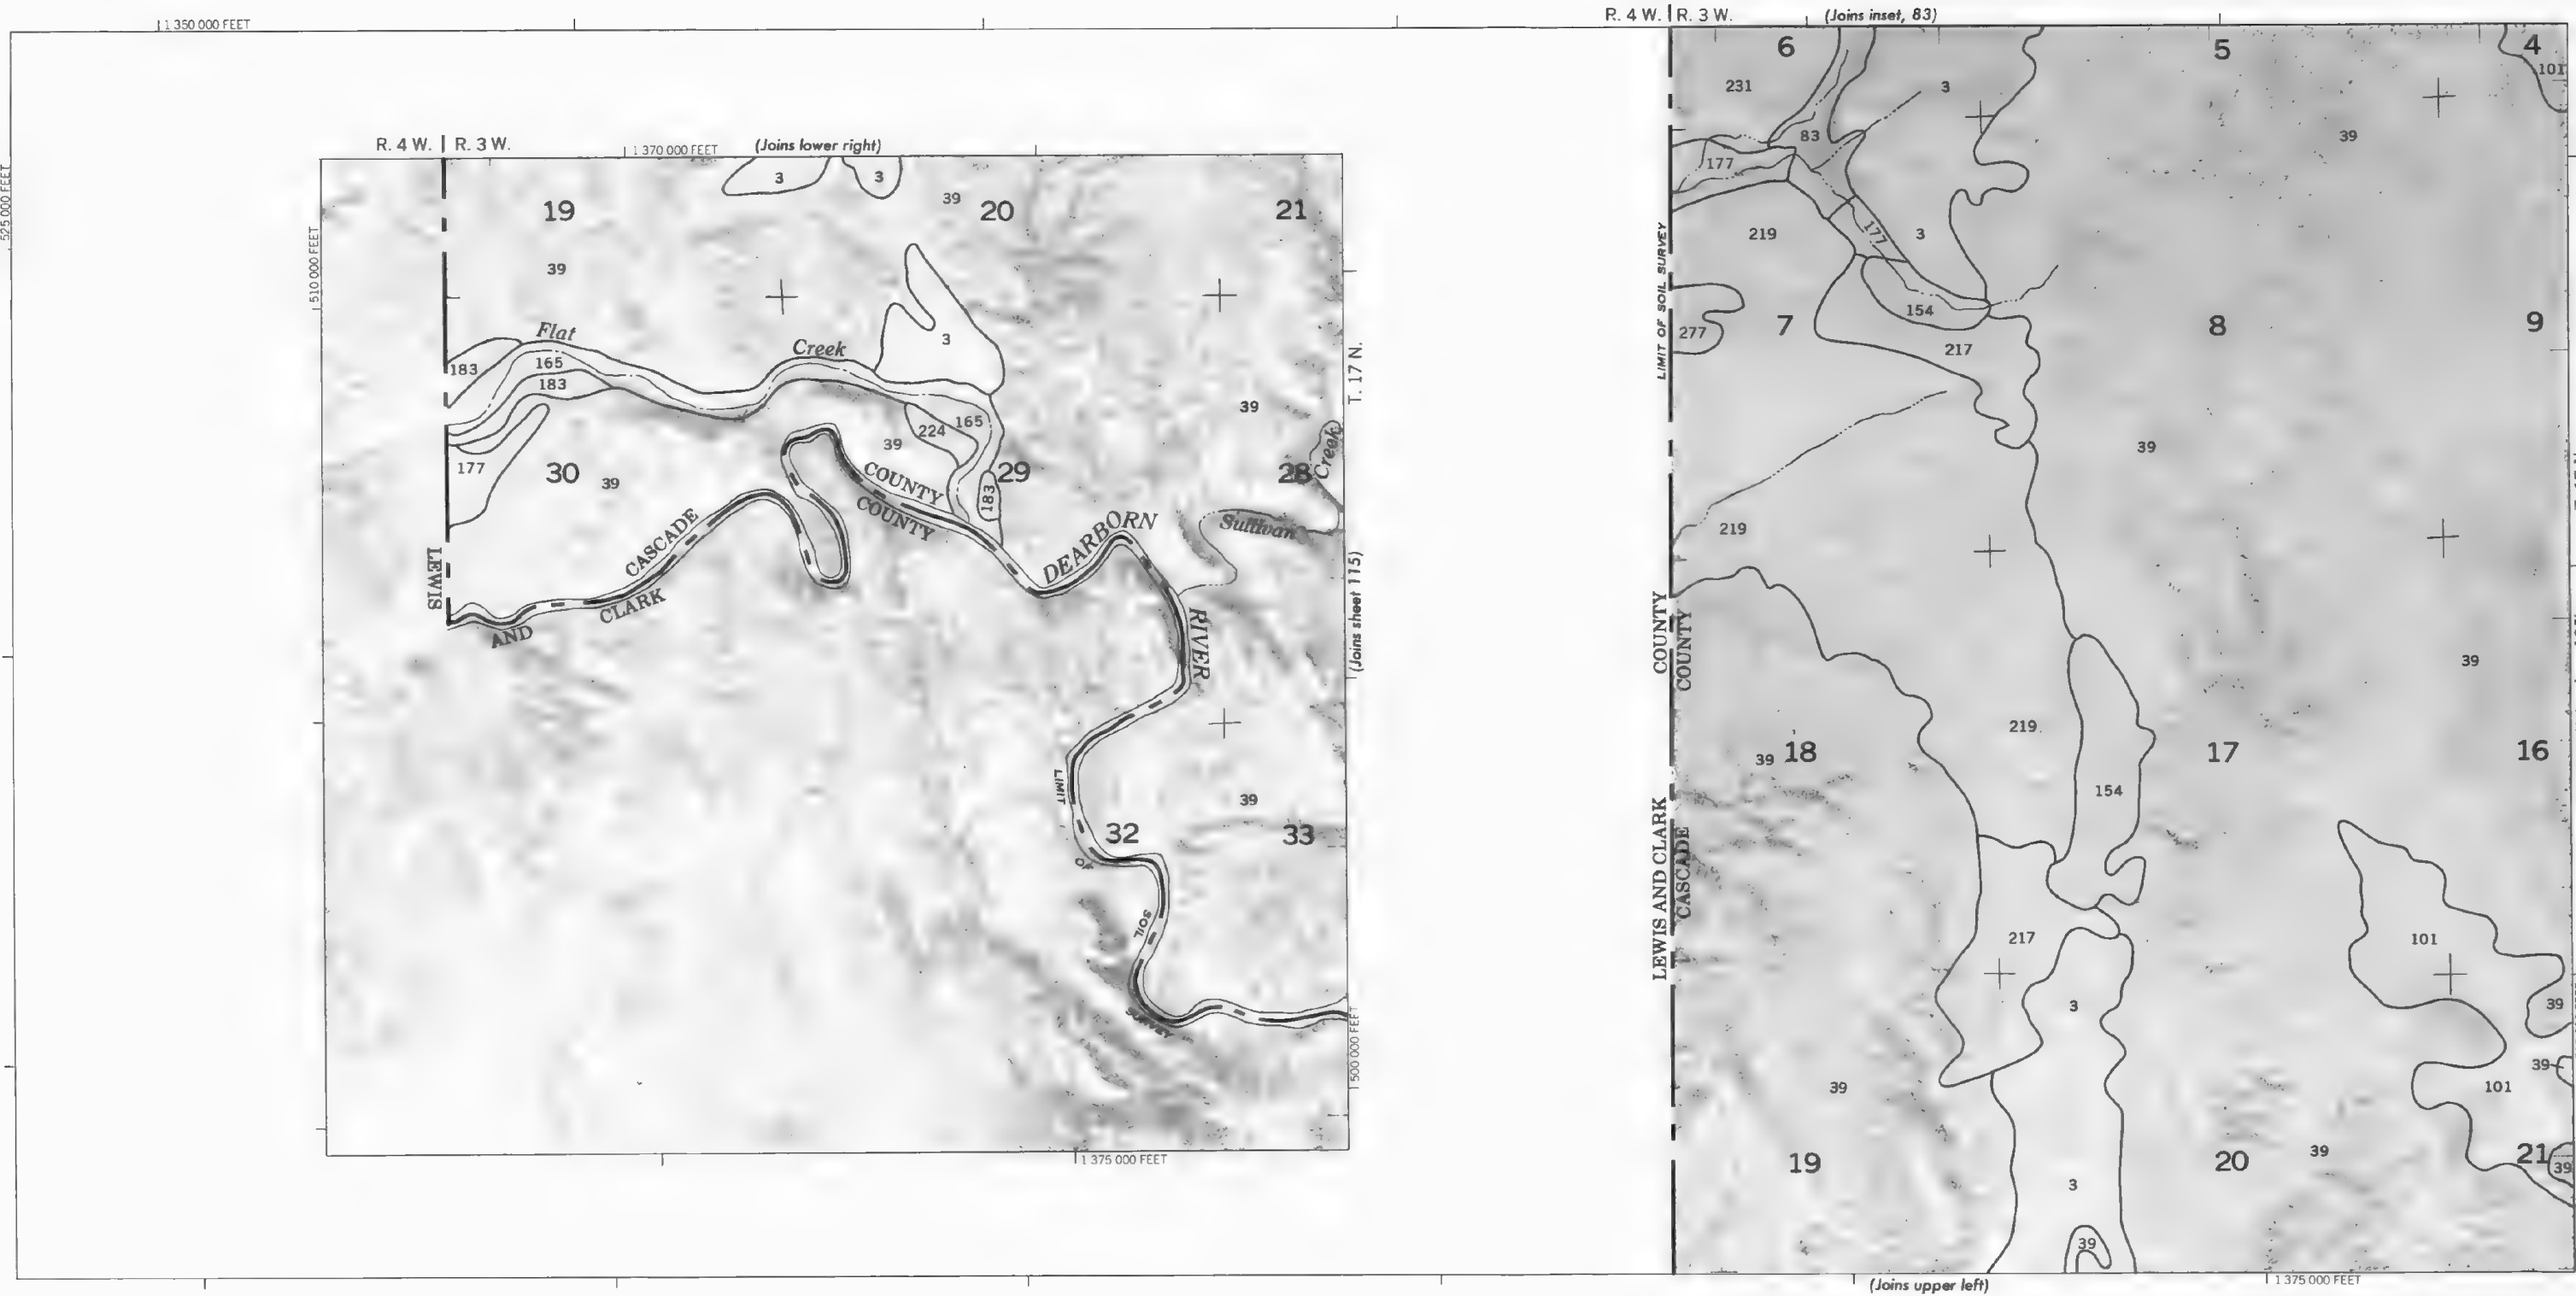 1 350 000 FEET
525 000 FEET
R. 4 W. | R. 3 W.
1 370 000 FEET
(Joins lower right)
510 000 FEET
3
3
39
19
20
21
39
Flat
Creek
3
183
165
183
T. 17 N.
39
165
224
39
177
30
39
COUNTY
COUNTY
29
183
28
Creek
Sullivan
CASCADE
DEARBORN
LEWIS
AND
CLARK
RIVER
(Joins sheet 115)
LIMIT
39
32
33
OF
SOIL
SURVEY
500 000 FEET
1 375 000 FEET
R. 4 W. | R. 3 W.
(Joins inset, 83)
6
5
4
101
231
3
83
39
177
219
177
3
LIMIT OF SOIL SURVEY
277
7
154
8
9
217
39
219
COUNTY
COUNTY
39
219
39
18
17
16
154
LEWIS AND CLARK
CASCADE
101
217
3
39
39
39
101
19
20
39
21
39
3
39
(Joins upper left)
1 375 000 FEET